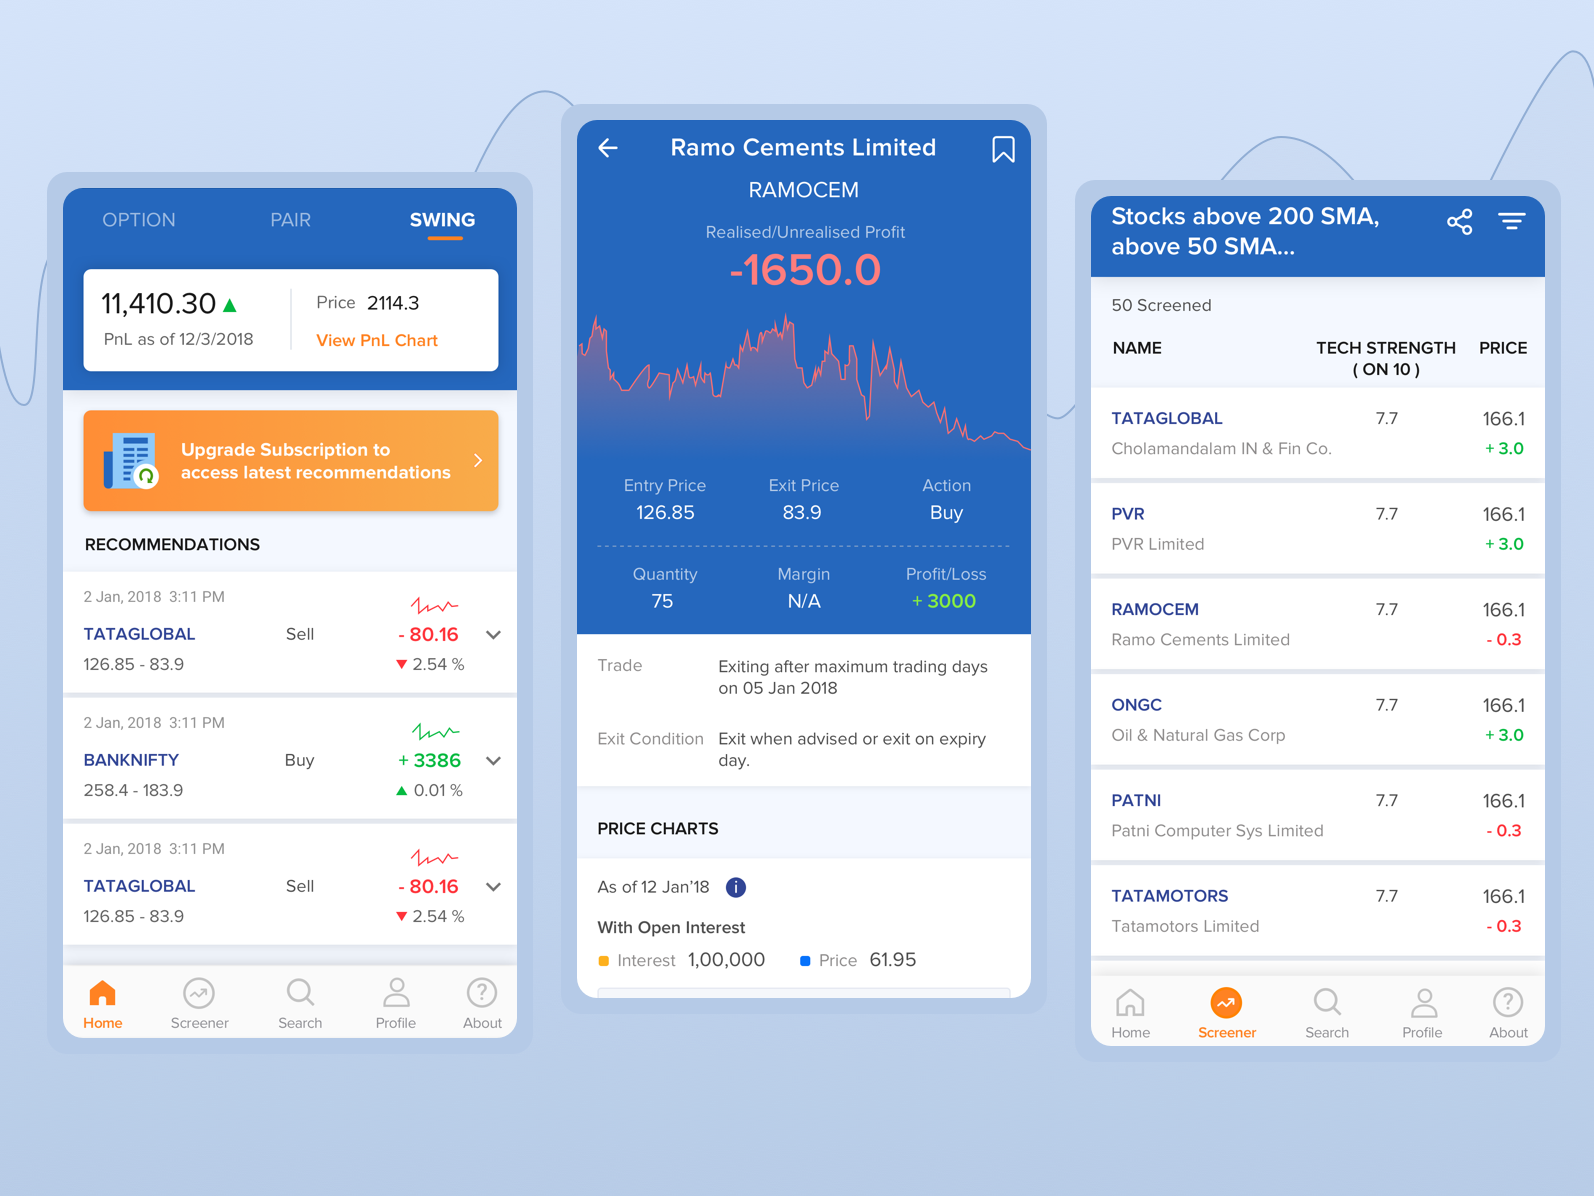 OPTION PAIR SWING
11,410.30
PnL as of 12/3/2018
Price 2114.3
View PnL Chart
Upgrade Subscription to
access latest recommendations
RECOMMENDATIONS
2 Jan, 2018 3:11 PM
TATAGLOBAL Sell - 80.16
126.85 - 83.9 2.54 %
2 Jan, 2018 3:11 PM
BANKNIFTY Buy + 3386
258.4 - 183.9 0.01 %
2 Jan, 2018 3:11 PM
TATAGLOBAL Sell - 80.16
126.85 - 83.9 2.54 %
Home Screener Search Profile About
Ramo Cements Limited
RAMOCEM
Realised/Unrealised Profit
-1650.0
Entry Price Exit Price Action
126.85 83.9 Buy
Quantity Margin Profit/Loss
75 N/A + 3000
Trade Exiting after maximum trading days
on 05 Jan 2018
Exit Condition Exit when advised or exit on expiry
day.
PRICE CHARTS
As of 12 Jan’18 i
With Open Interest
Interest 1,00,000 Price 61.95
Stocks above 200 SMA,
above 50 SMA...
50 Screened
NAME TECH STRENGTH PRICE
( ON 10 )
TATAGLOBAL 7.7 166.1
Cholamandalam IN & Fin Co. + 3.0
PVR 7.7 166.1
PVR Limited + 3.0
RAMOCEM 7.7 166.1
Ramo Cements Limited - 0.3
ONGC 7.7 166.1
Oil & Natural Gas Corp + 3.0
PATNI 7.7 166.1
Patni Computer Sys Limited - 0.3
TATAMOTORS 7.7 166.1
Tatamotors Limited - 0.3
Home Screener Search Profile About